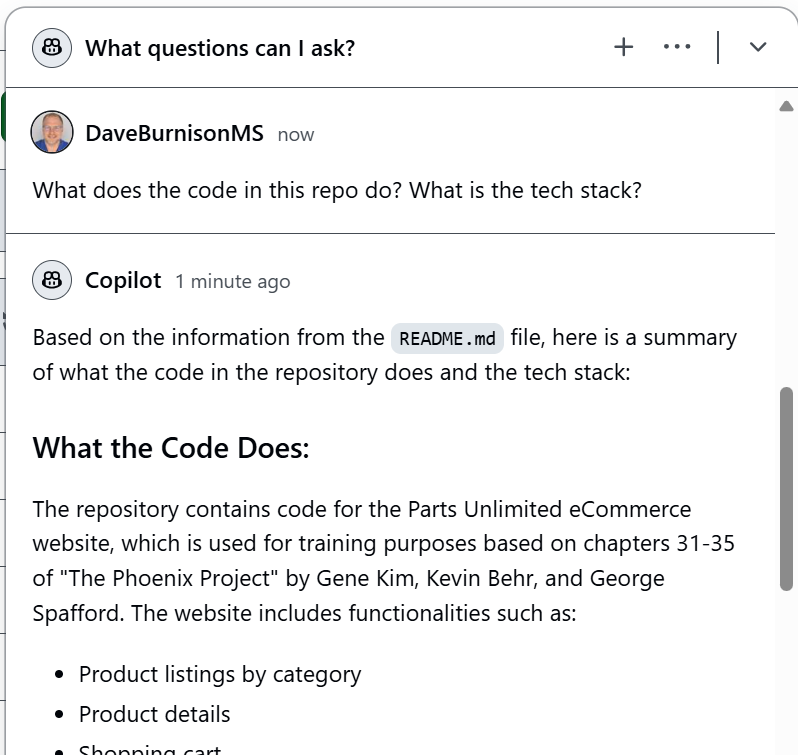 What questions can I ask?
DaveBurnisonMS now
What does the code in this repo do? What is the tech stack?
Copilot 1 minute ago
Based on the information from the README.md file, here is a summary
of what the code in the repository does and the tech stack:
What the Code Does:
The repository contains code for the Parts Unlimited eCommerce
website, which is used for training purposes based on chapters 31-35
of "The Phoenix Project" by Gene Kim, Kevin Behr, and George
Spafford. The website includes functionalities such as:
• Product listings by category
• Product details
• Shopping cart